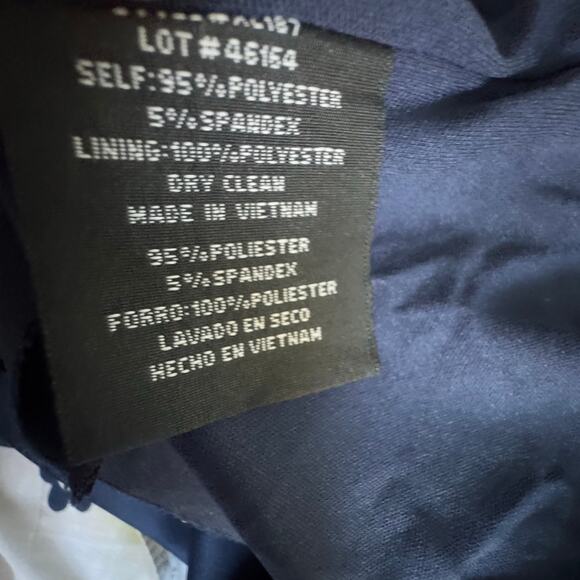 LOT #46164
SELF:95%POLYESTER
5%SPANDEX
LINING:100%POLYESTER
DRY CLEAN
MADE IN VIETNAM
95%POLIESTER
5%SPANDEX
FORRO:100%POLIESTER
LAVADO EN SECO
HECHO EN VIETNAM